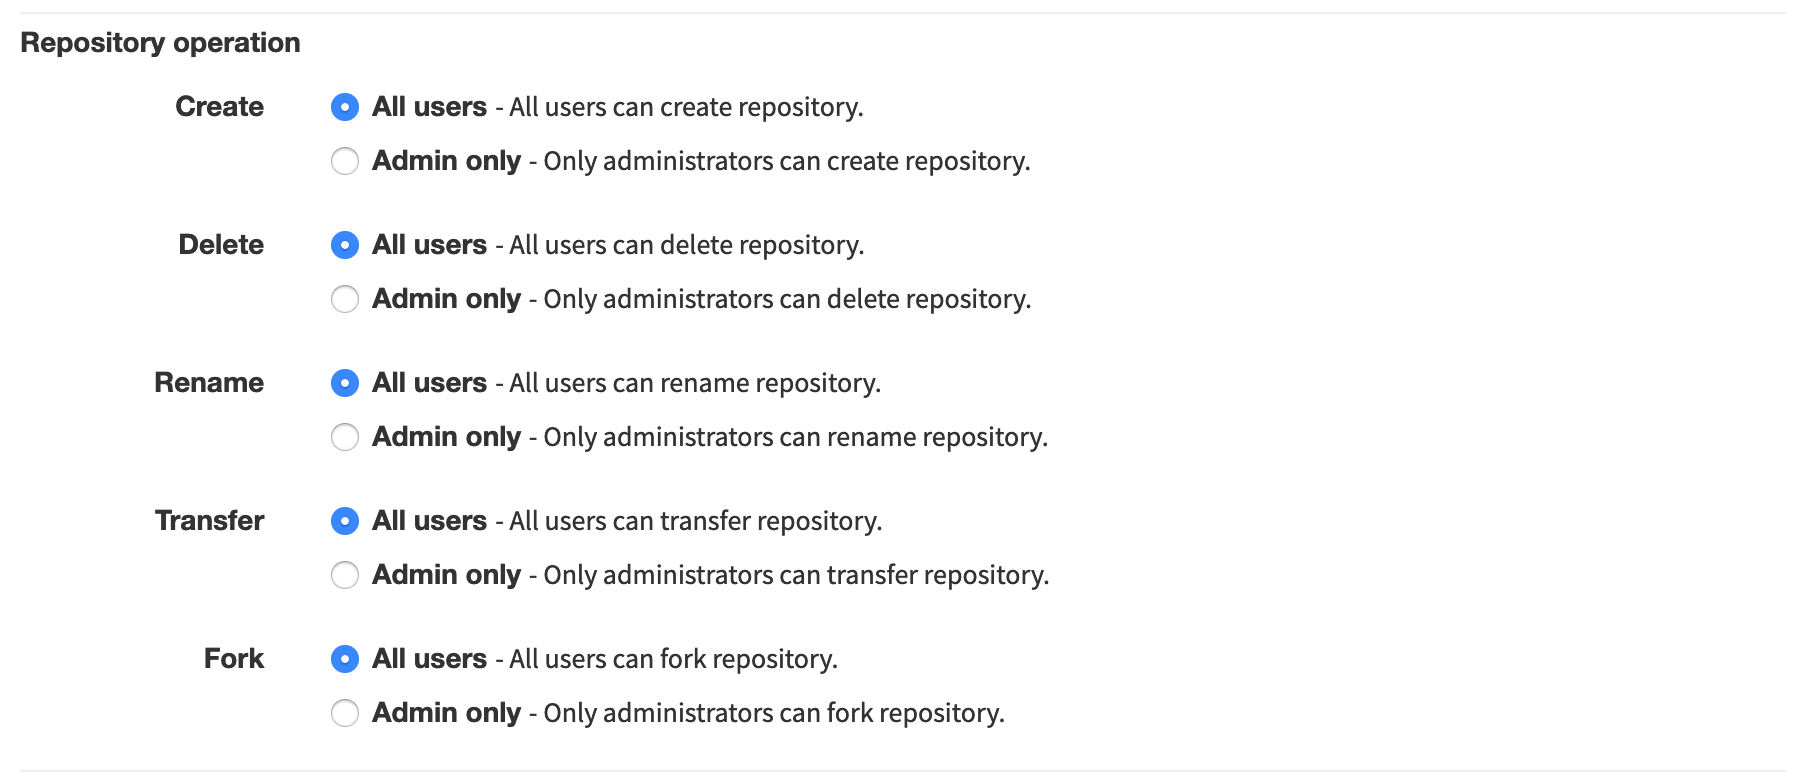 Repository operation
Create All users - All users can create repository.
Admin only - Only administrators can create repository.
Delete All users - All users can delete repository.
Admin only - Only administrators can delete repository.
Rename All users - All users can rename repository.
Admin only - Only administrators can rename repository.
Transfer All users - All users can transfer repository.
Admin only - Only administrators can transfer repository.
Fork All users - All users can fork repository.
Admin only - Only administrators can fork repository.